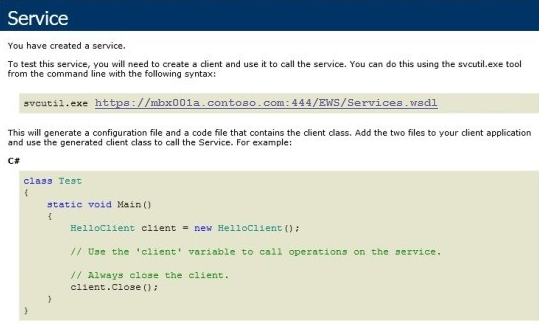 Service
You have created a service.
To test this service, you will need to create a client and use it to call the service. You can do this using the svcutil.exe tool
from the command line with the following syntax:
svcutil.exe https://mbx001a.contoso.com:444/EWS/Services.wsdl
This will generate a configuration file and a code file that contains the client class. Add the two files to your client application
and use the generated client class to call the Service. For example:
C#
class Test
{
    static void Main()
    {
        HelloClient client = new HelloClient();
        // Use the 'client' variable to call operations on the service.
        // Always close the client.
        client.Close();
    }
}